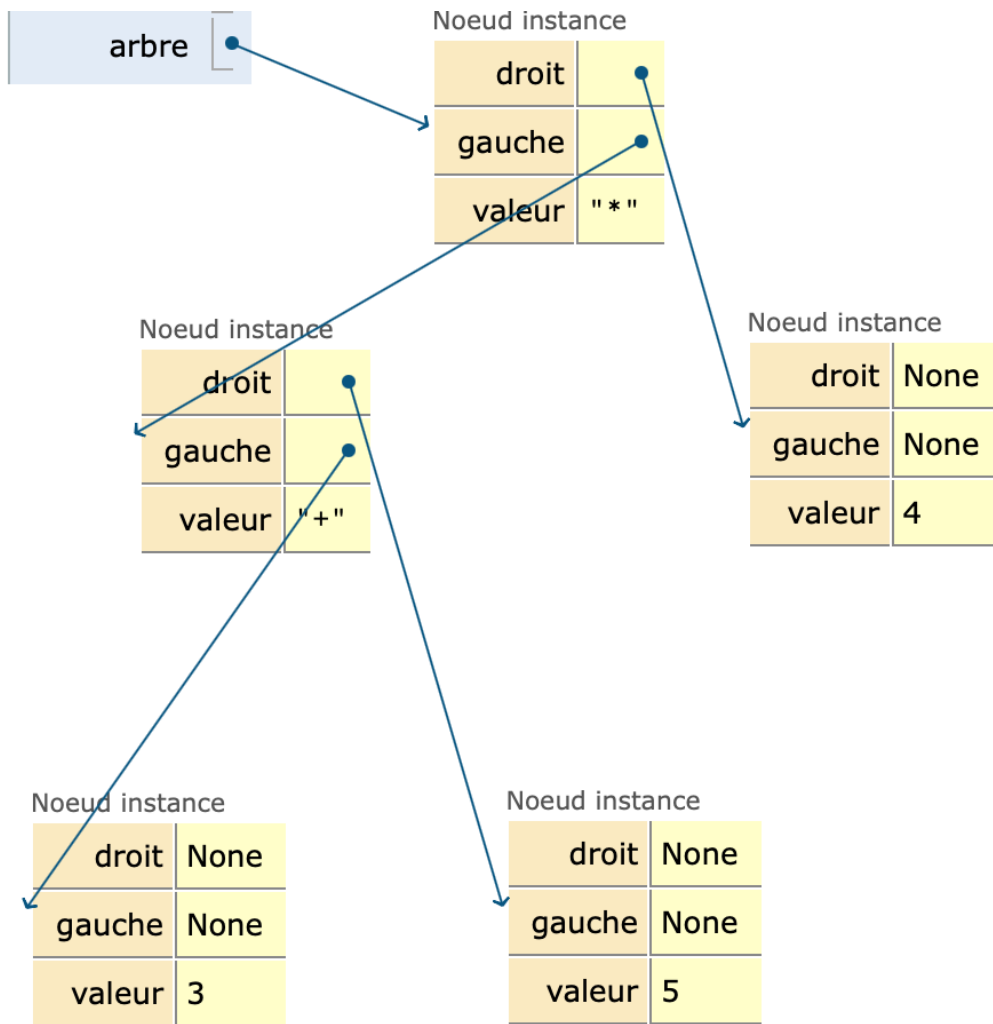 arbre
Noeud instance
droit
gauche
valeur "*"
Noeud instance
droit
gauche
valeur "+"
Noeud instance
droit None
gauche None
valeur 4
Noeud instance
droit None
gauche None
valeur 3
Noeud instance
droit None
gauche None
valeur 5